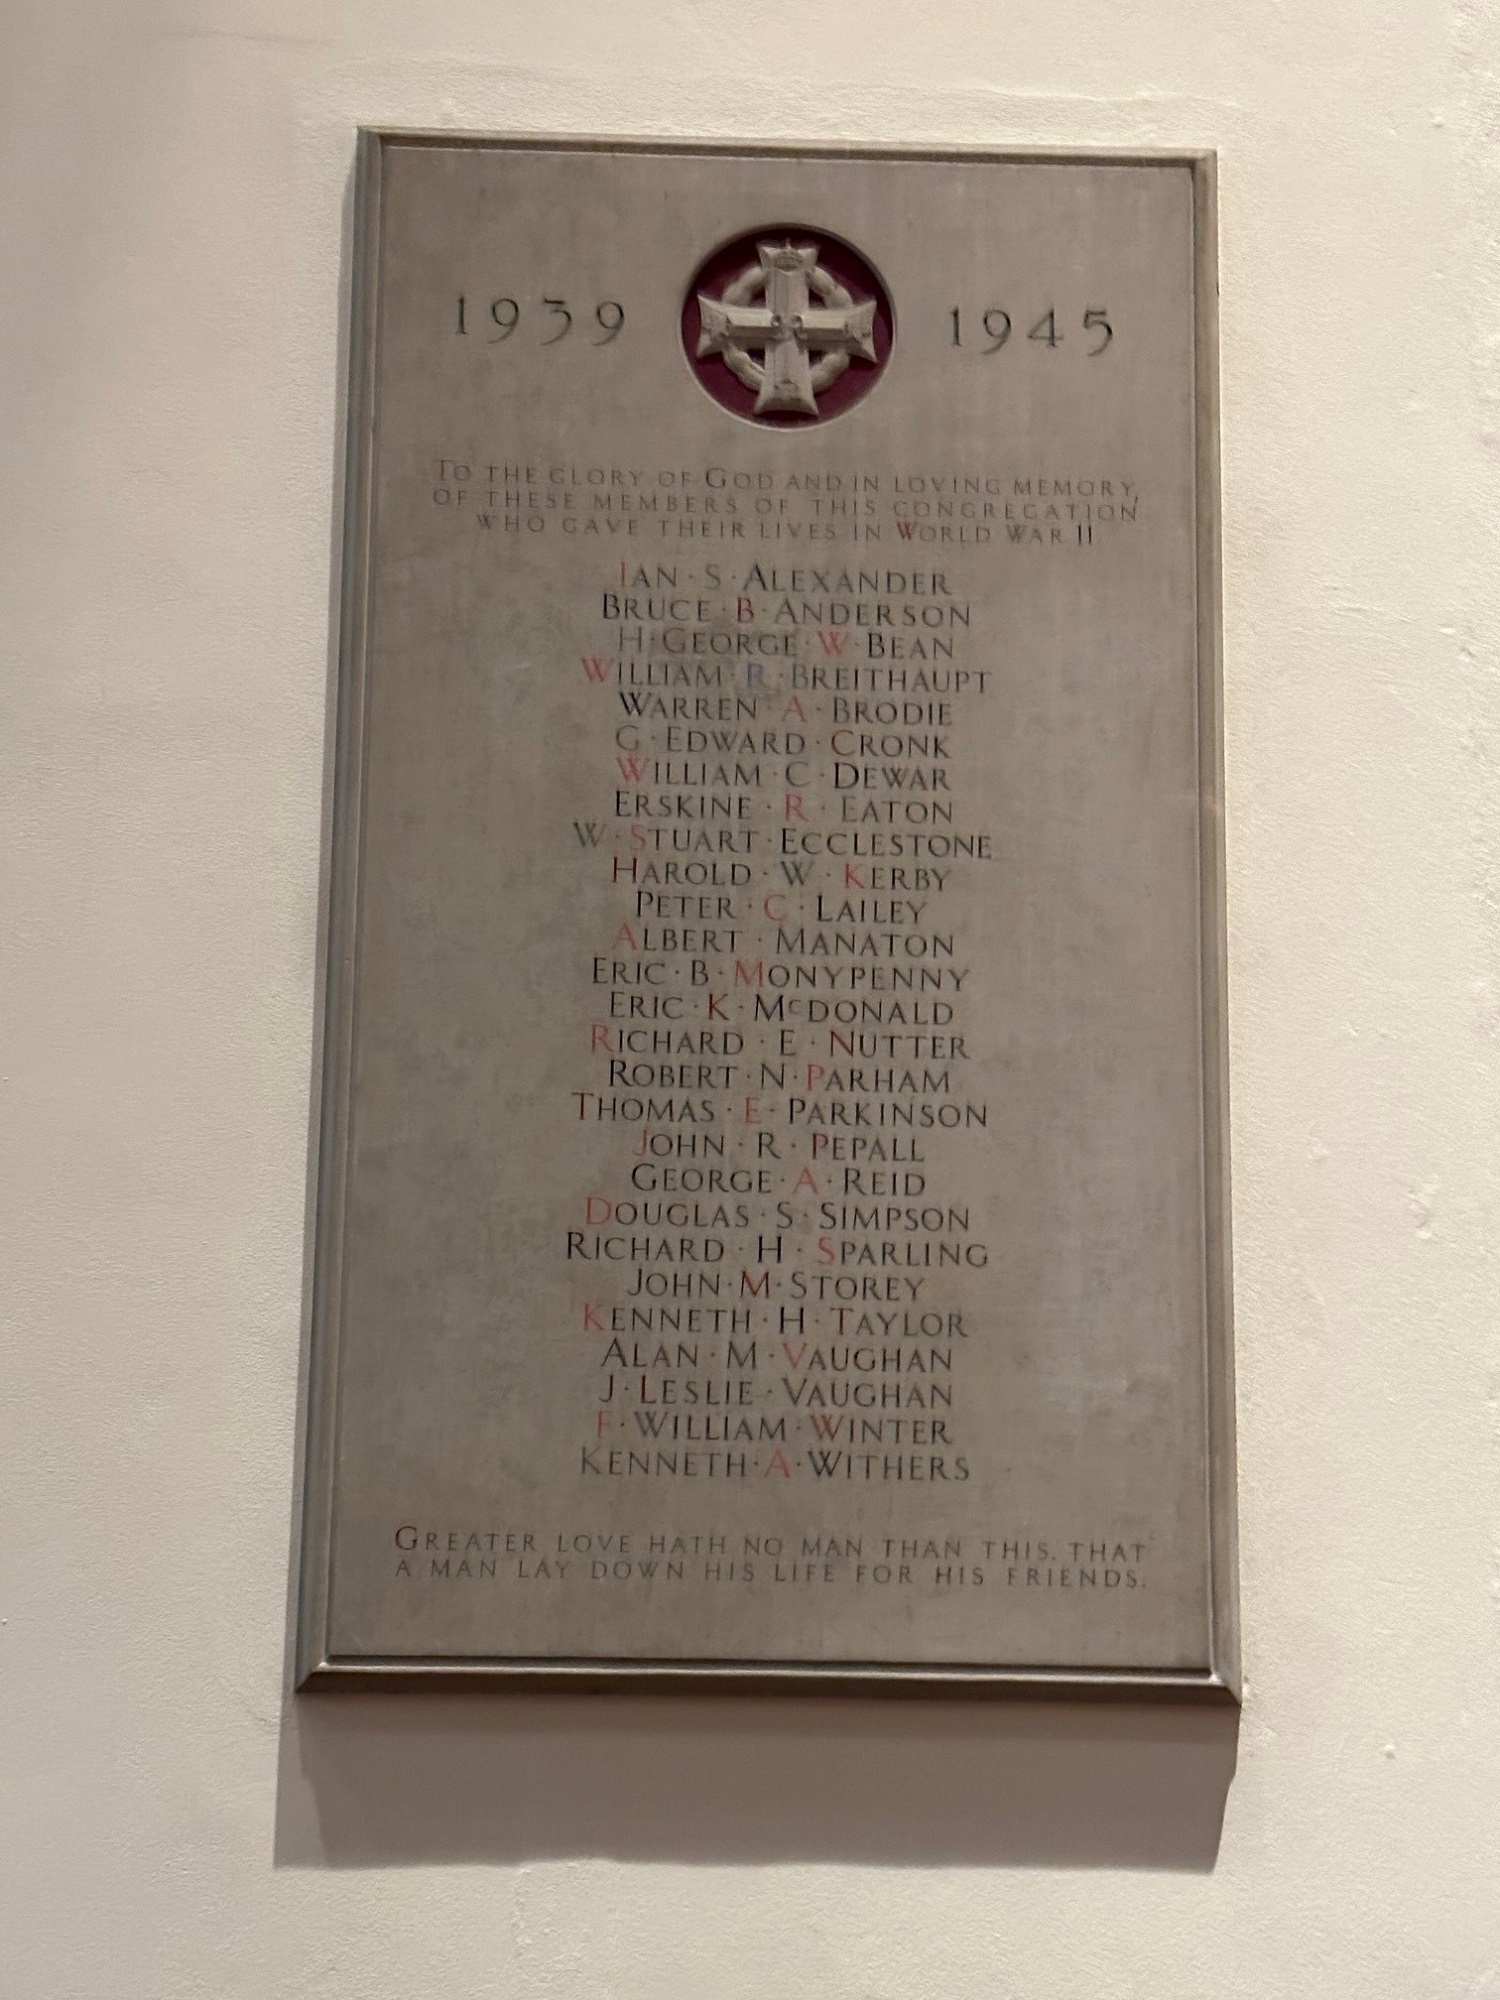 1939 1945
TO THE GLORY OF GOD AND IN LOVING MEMORY,
OF THESE MEMBERS OF THIS CONGREGATION
WHO GAVE THEIR LIVES IN WORLD WAR II
IAN · S · ALEXANDER
BRUCE · B · ANDERSON
H · GEORGE · W · BEAN
WILLIAM · R · BREITHAUPT
WARREN · A · BRODIE
G · EDWARD · CRONK
WILLIAM · C · DEWAR
ERSKINE · R · EATON
W · STUART · ECCLESTONE
HAROLD · W · KERBY
PETER · C · LAILEY
ALBERT · MANATON
ERIC · B · MONYPENNY
ERIC · K · McDONALD
RICHARD · E · NUTTER
ROBERT · N · PARHAM
THOMAS · E · PARKINSON
JOHN · R · PEPALL
GEORGE · A · REID
DOUGLAS · S · SIMPSON
RICHARD · H · SPARLING
JOHN · M · STOREY
KENNETH · H · TAYLOR
ALAN · M · VAUGHAN
J · LESLIE · VAUGHAN
F · WILLIAM · WINTER
KENNETH · A · WITHERS
GREATER LOVE HATH NO MAN THAN THIS, THAT
A MAN LAY DOWN HIS LIFE FOR HIS FRIENDS.